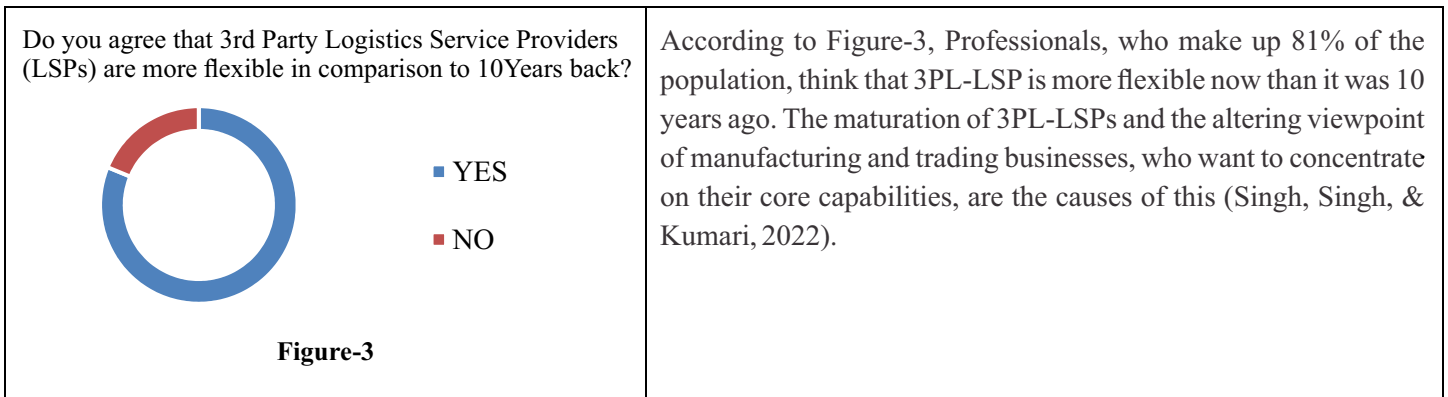 Do you agree that 3rd Party Logistics Service Providers
(LSPs) are more flexible in comparison to 10Years back?
YES
NO
Figure-3
According to Figure-3, Professionals, who make up 81% of the
population, think that 3PL-LSP is more flexible now than it was 10
years ago. The maturation of 3PL-LSPs and the altering viewpoint
of manufacturing and trading businesses, who want to concentrate
on their core capabilities, are the causes of this (Singh, Singh, &
Kumari, 2022).